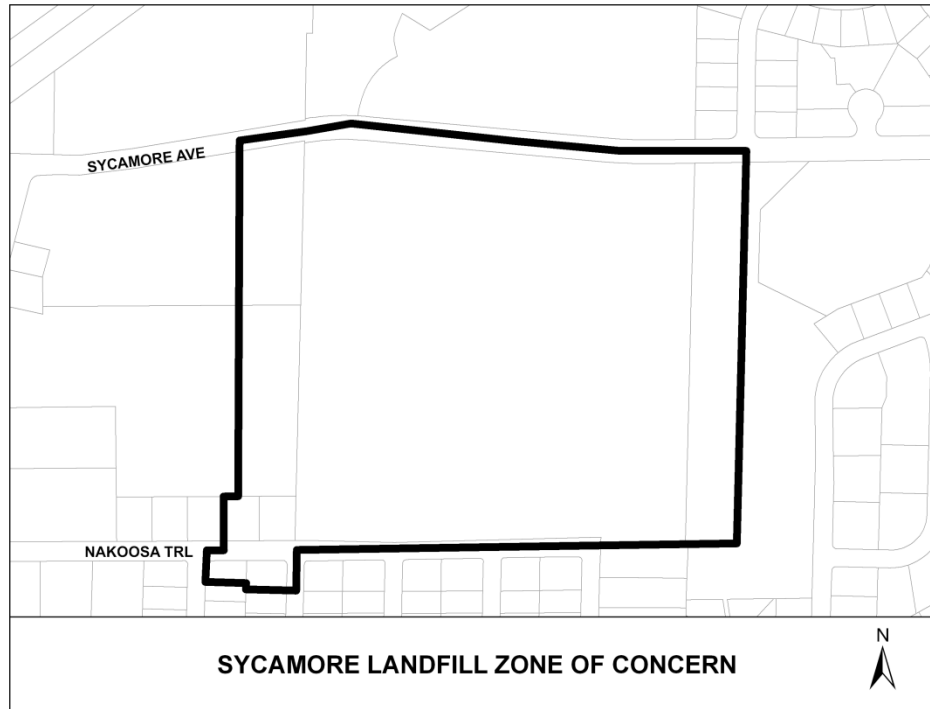 SYCAMORE AVE
NAKOOSA TRL
SYCAMORE LANDFILL ZONE OF CONCERN
N